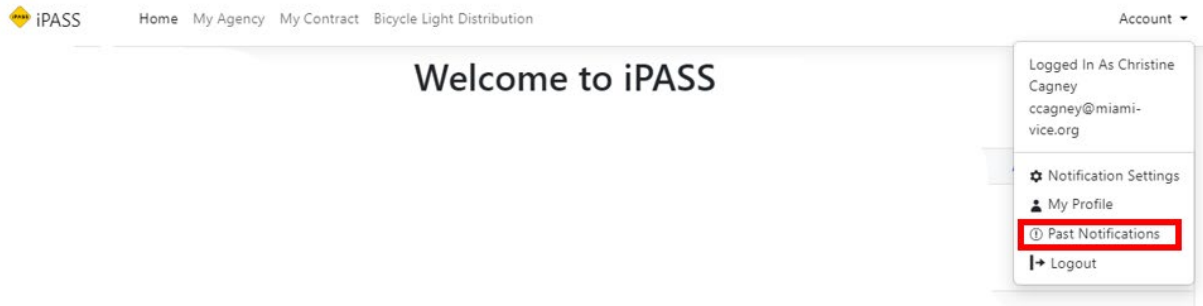 iPASS Home My Agency My Contract Bicycle Light Distribution Account
Welcome to iPASS
Logged In As Christine
Cagney
ccagney@miami-
vice.org
Notification Settings
My Profile
Past Notifications
Logout